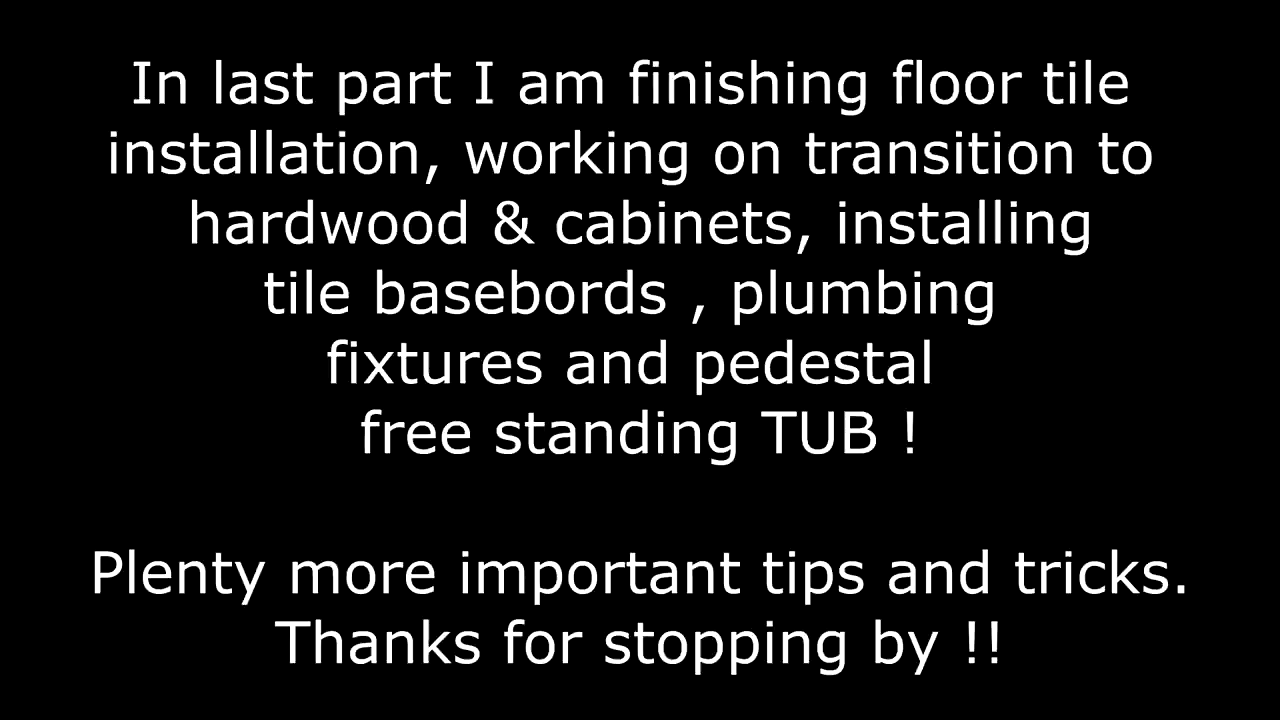 In last part I am finishing floor tile
installation, working on transition to
hardwood & cabinets, installing
tile basebords , plumbing
fixtures and pedestal
free standing TUB !
Plenty more important tips and tricks.
Thanks for stopping by !!